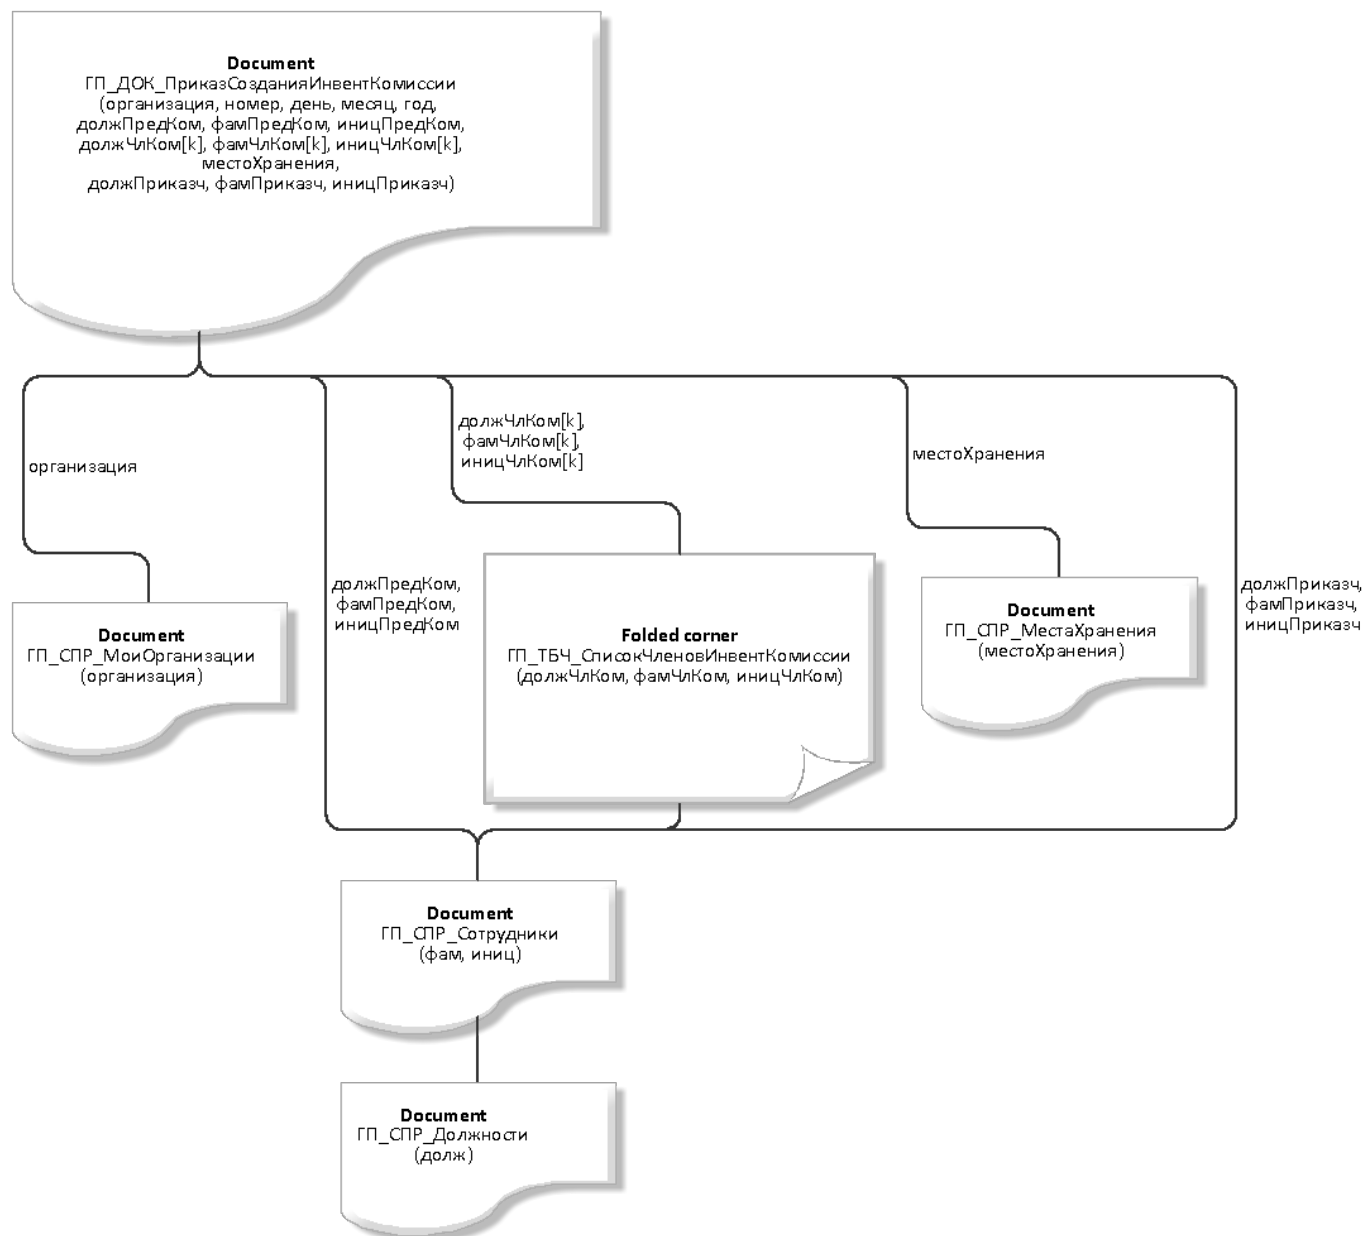 Document
ГП_ДОК_ПриказСозданияИнвентКомиссии
(организация, номер, день, месяц, год,
должПредКом, фамПредКом, иницПредКом,
должЧлКом[k], фамЧлКом[k], иницЧлКом[k],
местоХранения,
должПриказч, фамПриказч, иницПриказч)
должЧлКом[k],
фамЧлКом[k],
иницЧлКом[k]
организация
местоХранения
должПредКом,
фамПредКом,
иницПредКом
должПриказч,
фамПриказч,
иницПриказч
Document
ГП_СПР_МоиОрганизации
(организация)
Folded corner
ГП_ТБЧ_СписокЧленовИнвентКомиссии
(должЧлКом, фамЧлКом, иницЧлКом)
Document
ГП_СПР_МестаХранения
(местоХранения)
Document
ГП_СПР_Сотрудники
(фам, иниц)
Document
ГП_СПР_Должности
(долж)